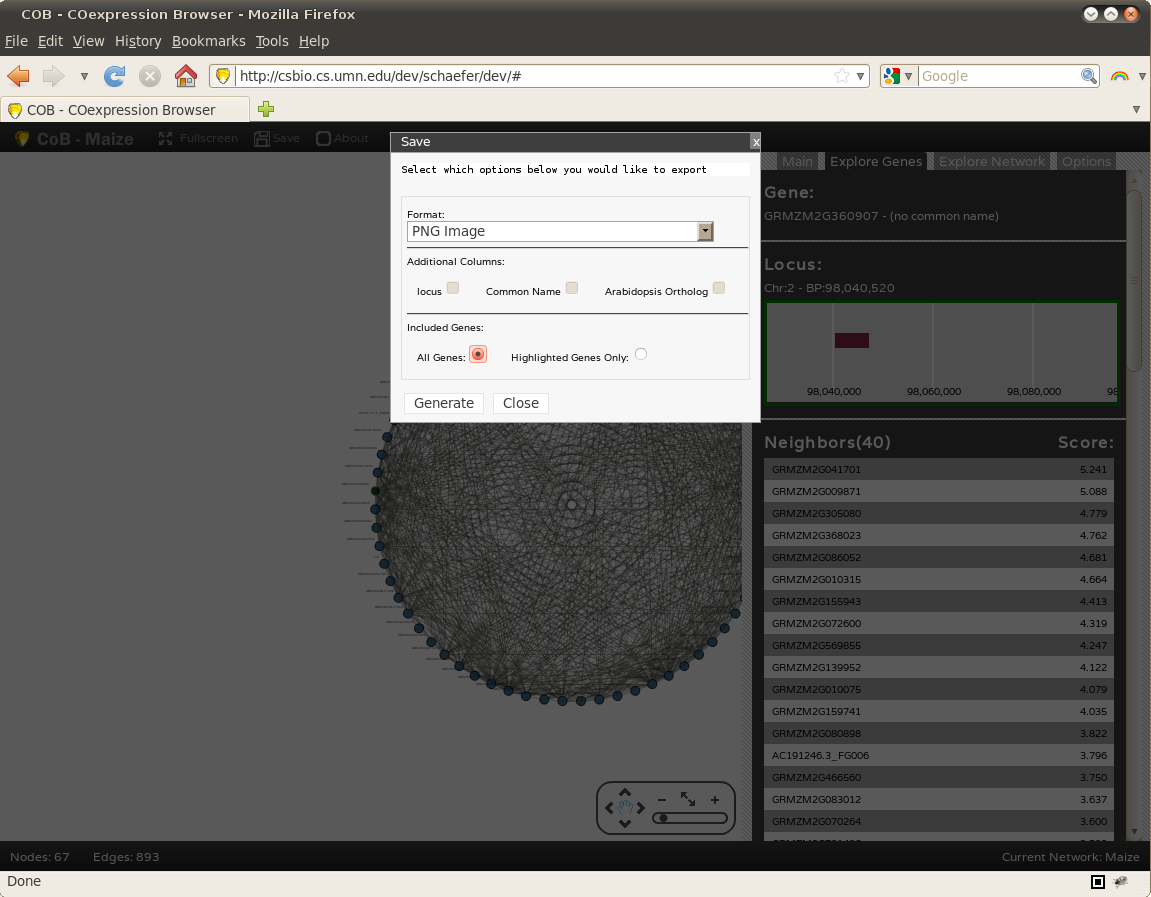 COB - COexpression Browser - Mozilla Firefox
File Edit View History Bookmarks Tools Help
http://csbio.cs.umn.edu/dev/schaefer/dev/#
Google
COB - COexpression Browser
CoB - Maize Fullscreen Save About
Save x
Select which options below you would like to export
Format:
PNG Image
Additional Columns:
locus Common Name Arabidopsis Ortholog
Included Genes:
All Genes: Highlighted Genes Only:
Generate Close
Main Explore Genes Explore Network Options
Gene:
GRMZM2G360907 - (no common name)
Locus:
Chr:2 - BP:98,040,520
98,040,000 98,060,000 98,080,000 98
Neighbors(40) Score:
GRMZM2G041701 5.241
GRMZM2G009871 5.088
GRMZM2G305080 4.779
GRMZM2G368023 4.762
GRMZM2G086052 4.681
GRMZM2G010315 4.664
GRMZM2G155943 4.413
GRMZM2G072600 4.319
GRMZM2G569855 4.247
GRMZM2G139952 4.122
GRMZM2G010075 4.079
GRMZM2G159741 4.035
GRMZM2G080898 3.822
AC191246.3_FG006 3.796
GRMZM2G466560 3.750
GRMZM2G083012 3.637
GRMZM2G070264 3.600
Nodes: 67 Edges: 893
Current Network: Maize
Done